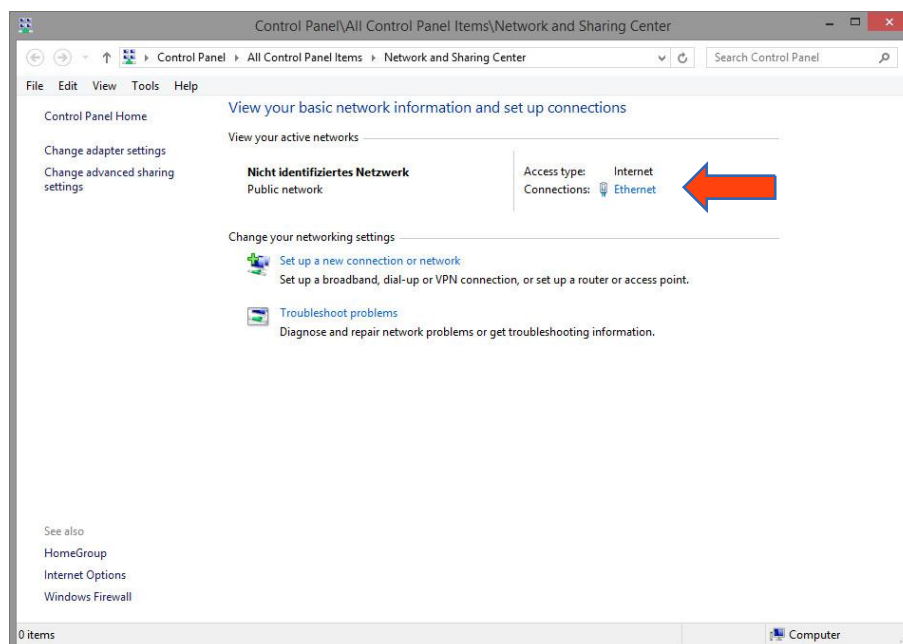 Control Panel\All Control Panel Items\Network and Sharing Center
Control Panel All Control Panel Items Network and Sharing Center
Search Control Panel
File Edit View Tools Help
Control Panel Home
Change adapter settings
Change advanced sharing
settings
View your basic network information and set up connections
View your active networks
Nicht identifiziertes Netzwerk
Public network
Access type: Internet
Connections: Ethernet
Change your networking settings
Set up a new connection or network
Set up a broadband, dial-up or VPN connection, or set up a router or access point.
Troubleshoot problems
Diagnose and repair network problems or get troubleshooting information.
See also
HomeGroup
Internet Options
Windows Firewall
0 items
Computer